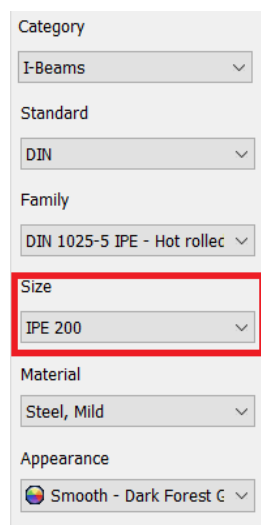 Category
I-Beams
Standard
DIN
Family
DIN 1025-5 IPE - Hot rollec
Size
IPE 200
Material
Steel, Mild
Appearance
Smooth - Dark Forest G